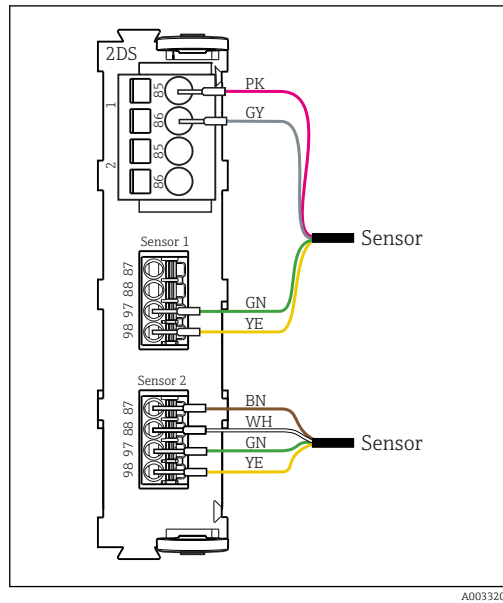 2DS
1
85
86
2
85
86
PK
GY
Sensor
Sensor 1
87
88
97
98
GN
YE
Sensor 2
87
88
97
98
BN
WH
GN
YE
Sensor
A003320